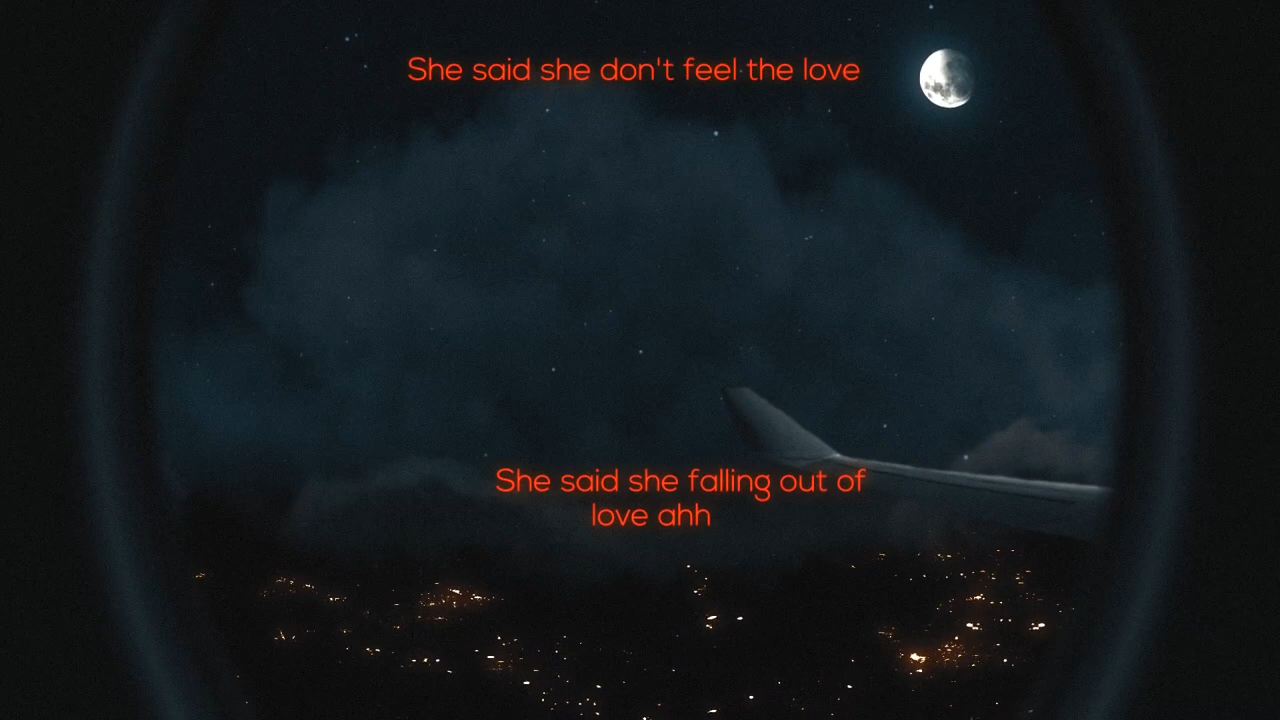 She said she don't feel the love
She said she falling out of
love ahh